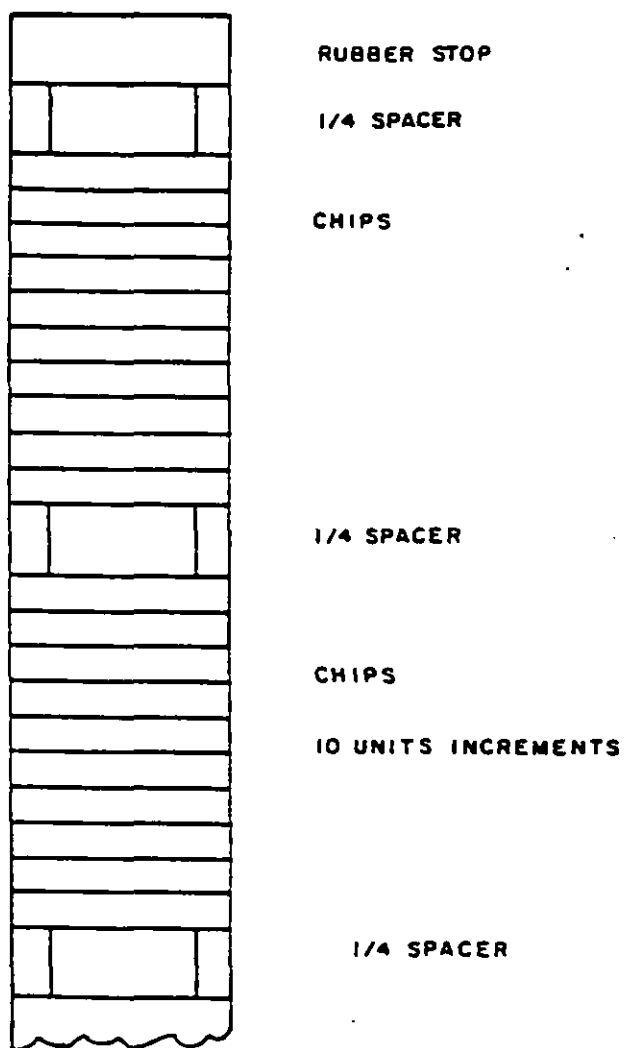 RUBBER STOP
1/4 SPACER
CHIPS
1/4 SPACER
CHIPS
10 UNITS INCREMENTS
1/4 SPACER